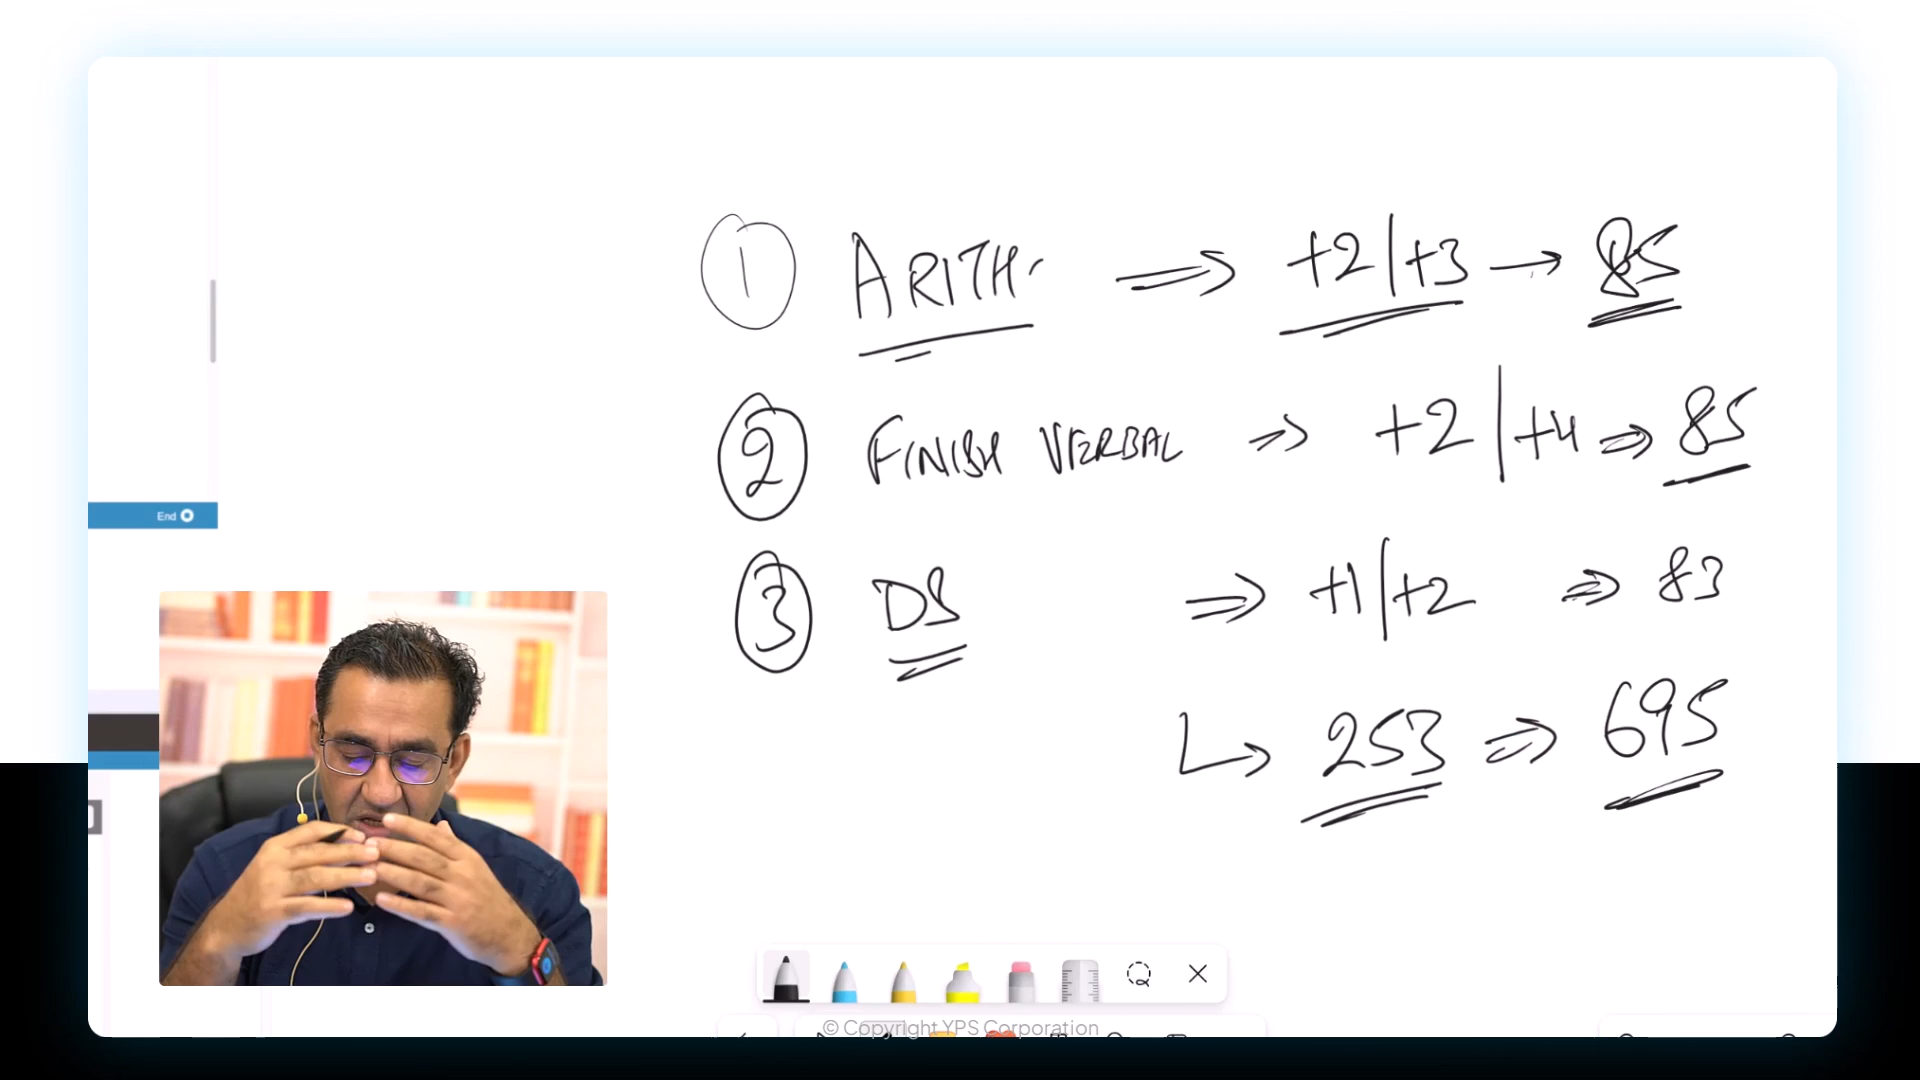 1 ARITH. ⇒ +2|+3 → 85
2 FINISH VERBAL ⇒ +2|+4 ⇒ 85
End
3 DS ⇒ +1|+2 ⇒ 83
↳ 253 ⇒ 695
© Copyright YPS Corporation